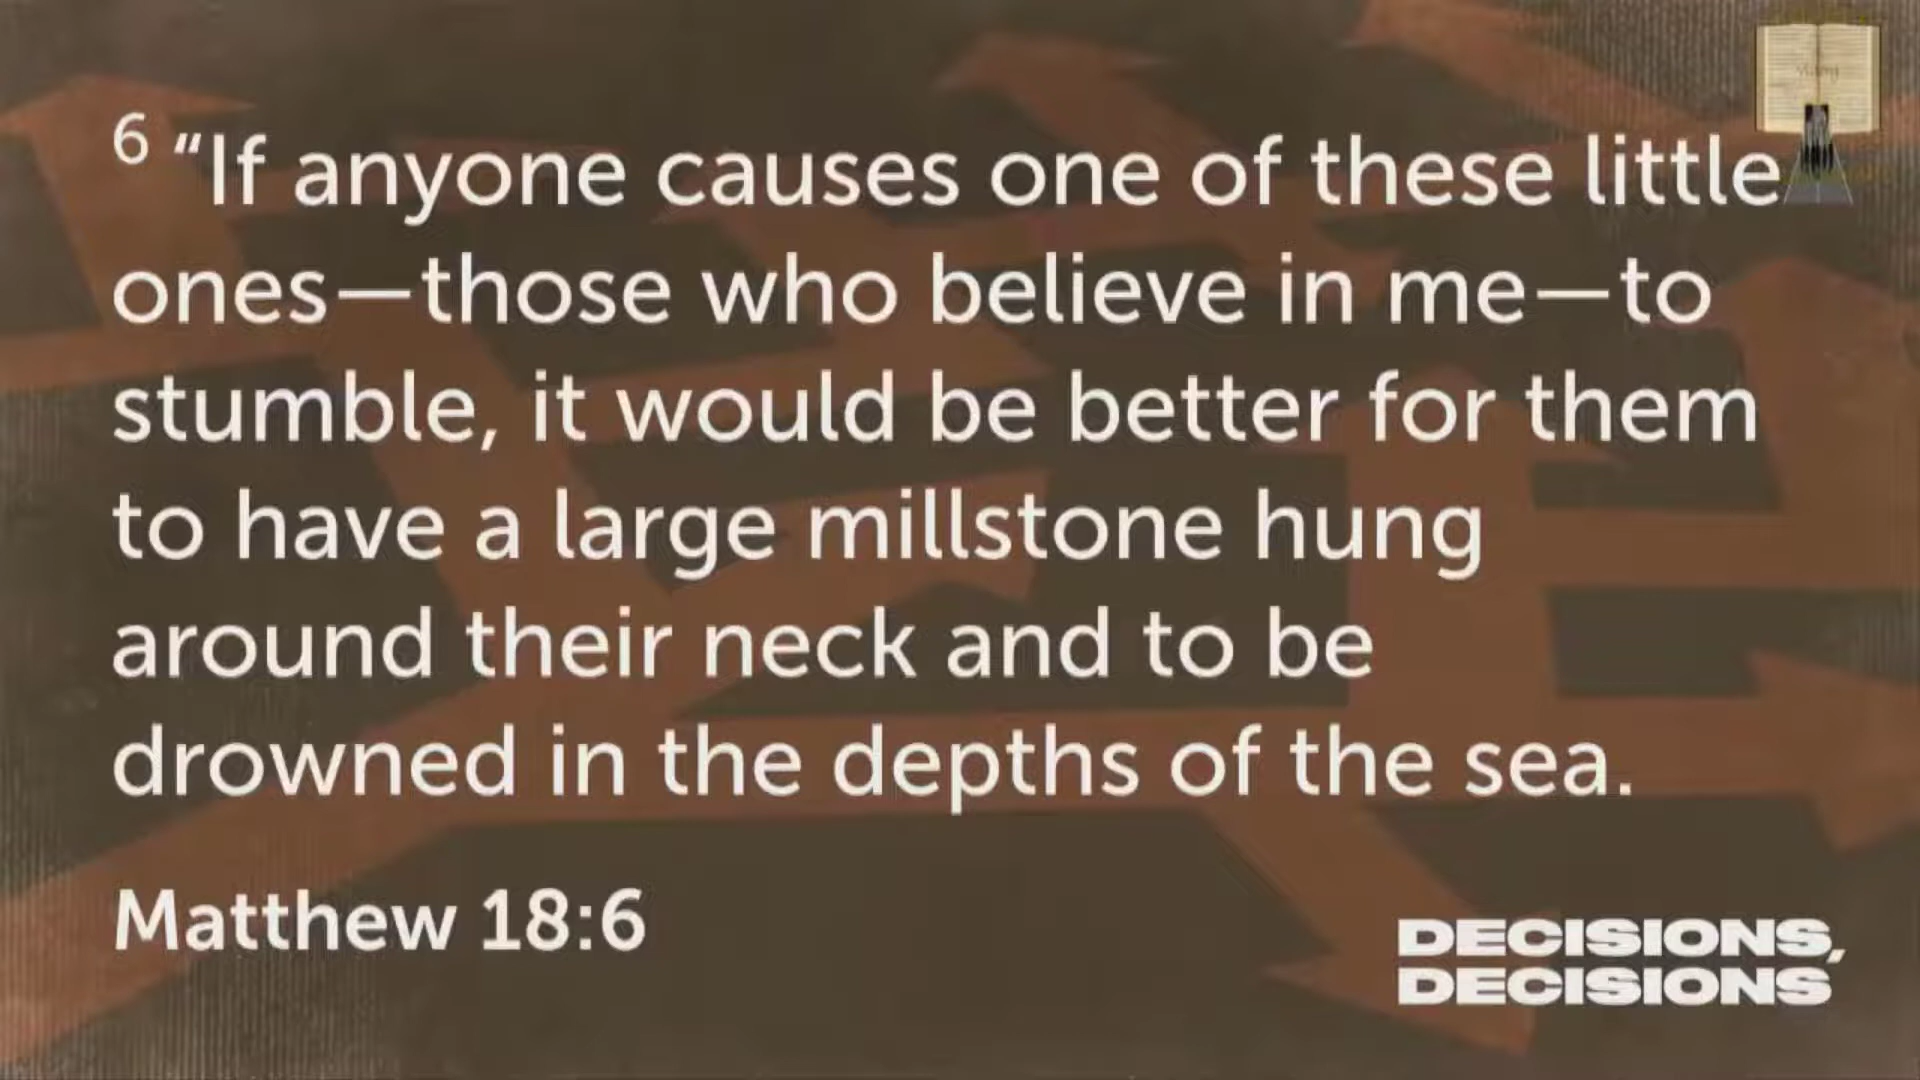 6 “If anyone causes one of these little
ones—those who believe in me—to
stumble, it would be better for them
to have a large millstone hung
around their neck and to be
drowned in the depths of the sea.
Matthew 18:6
DECISIONS,
DECISIONS